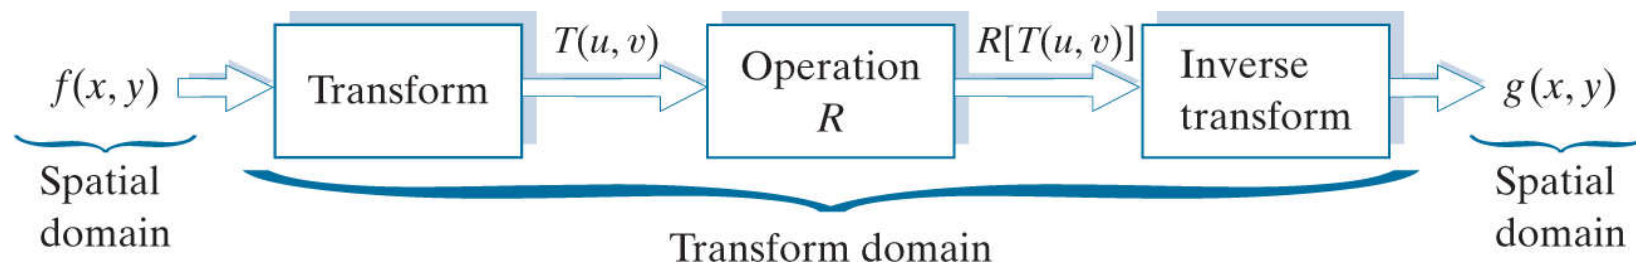 f(x, y)
Spatial
domain
Transform
T(u, v)
Operation
R
R[T(u, v)]
Inverse
transform
g(x, y)
Spatial
domain
Transform domain